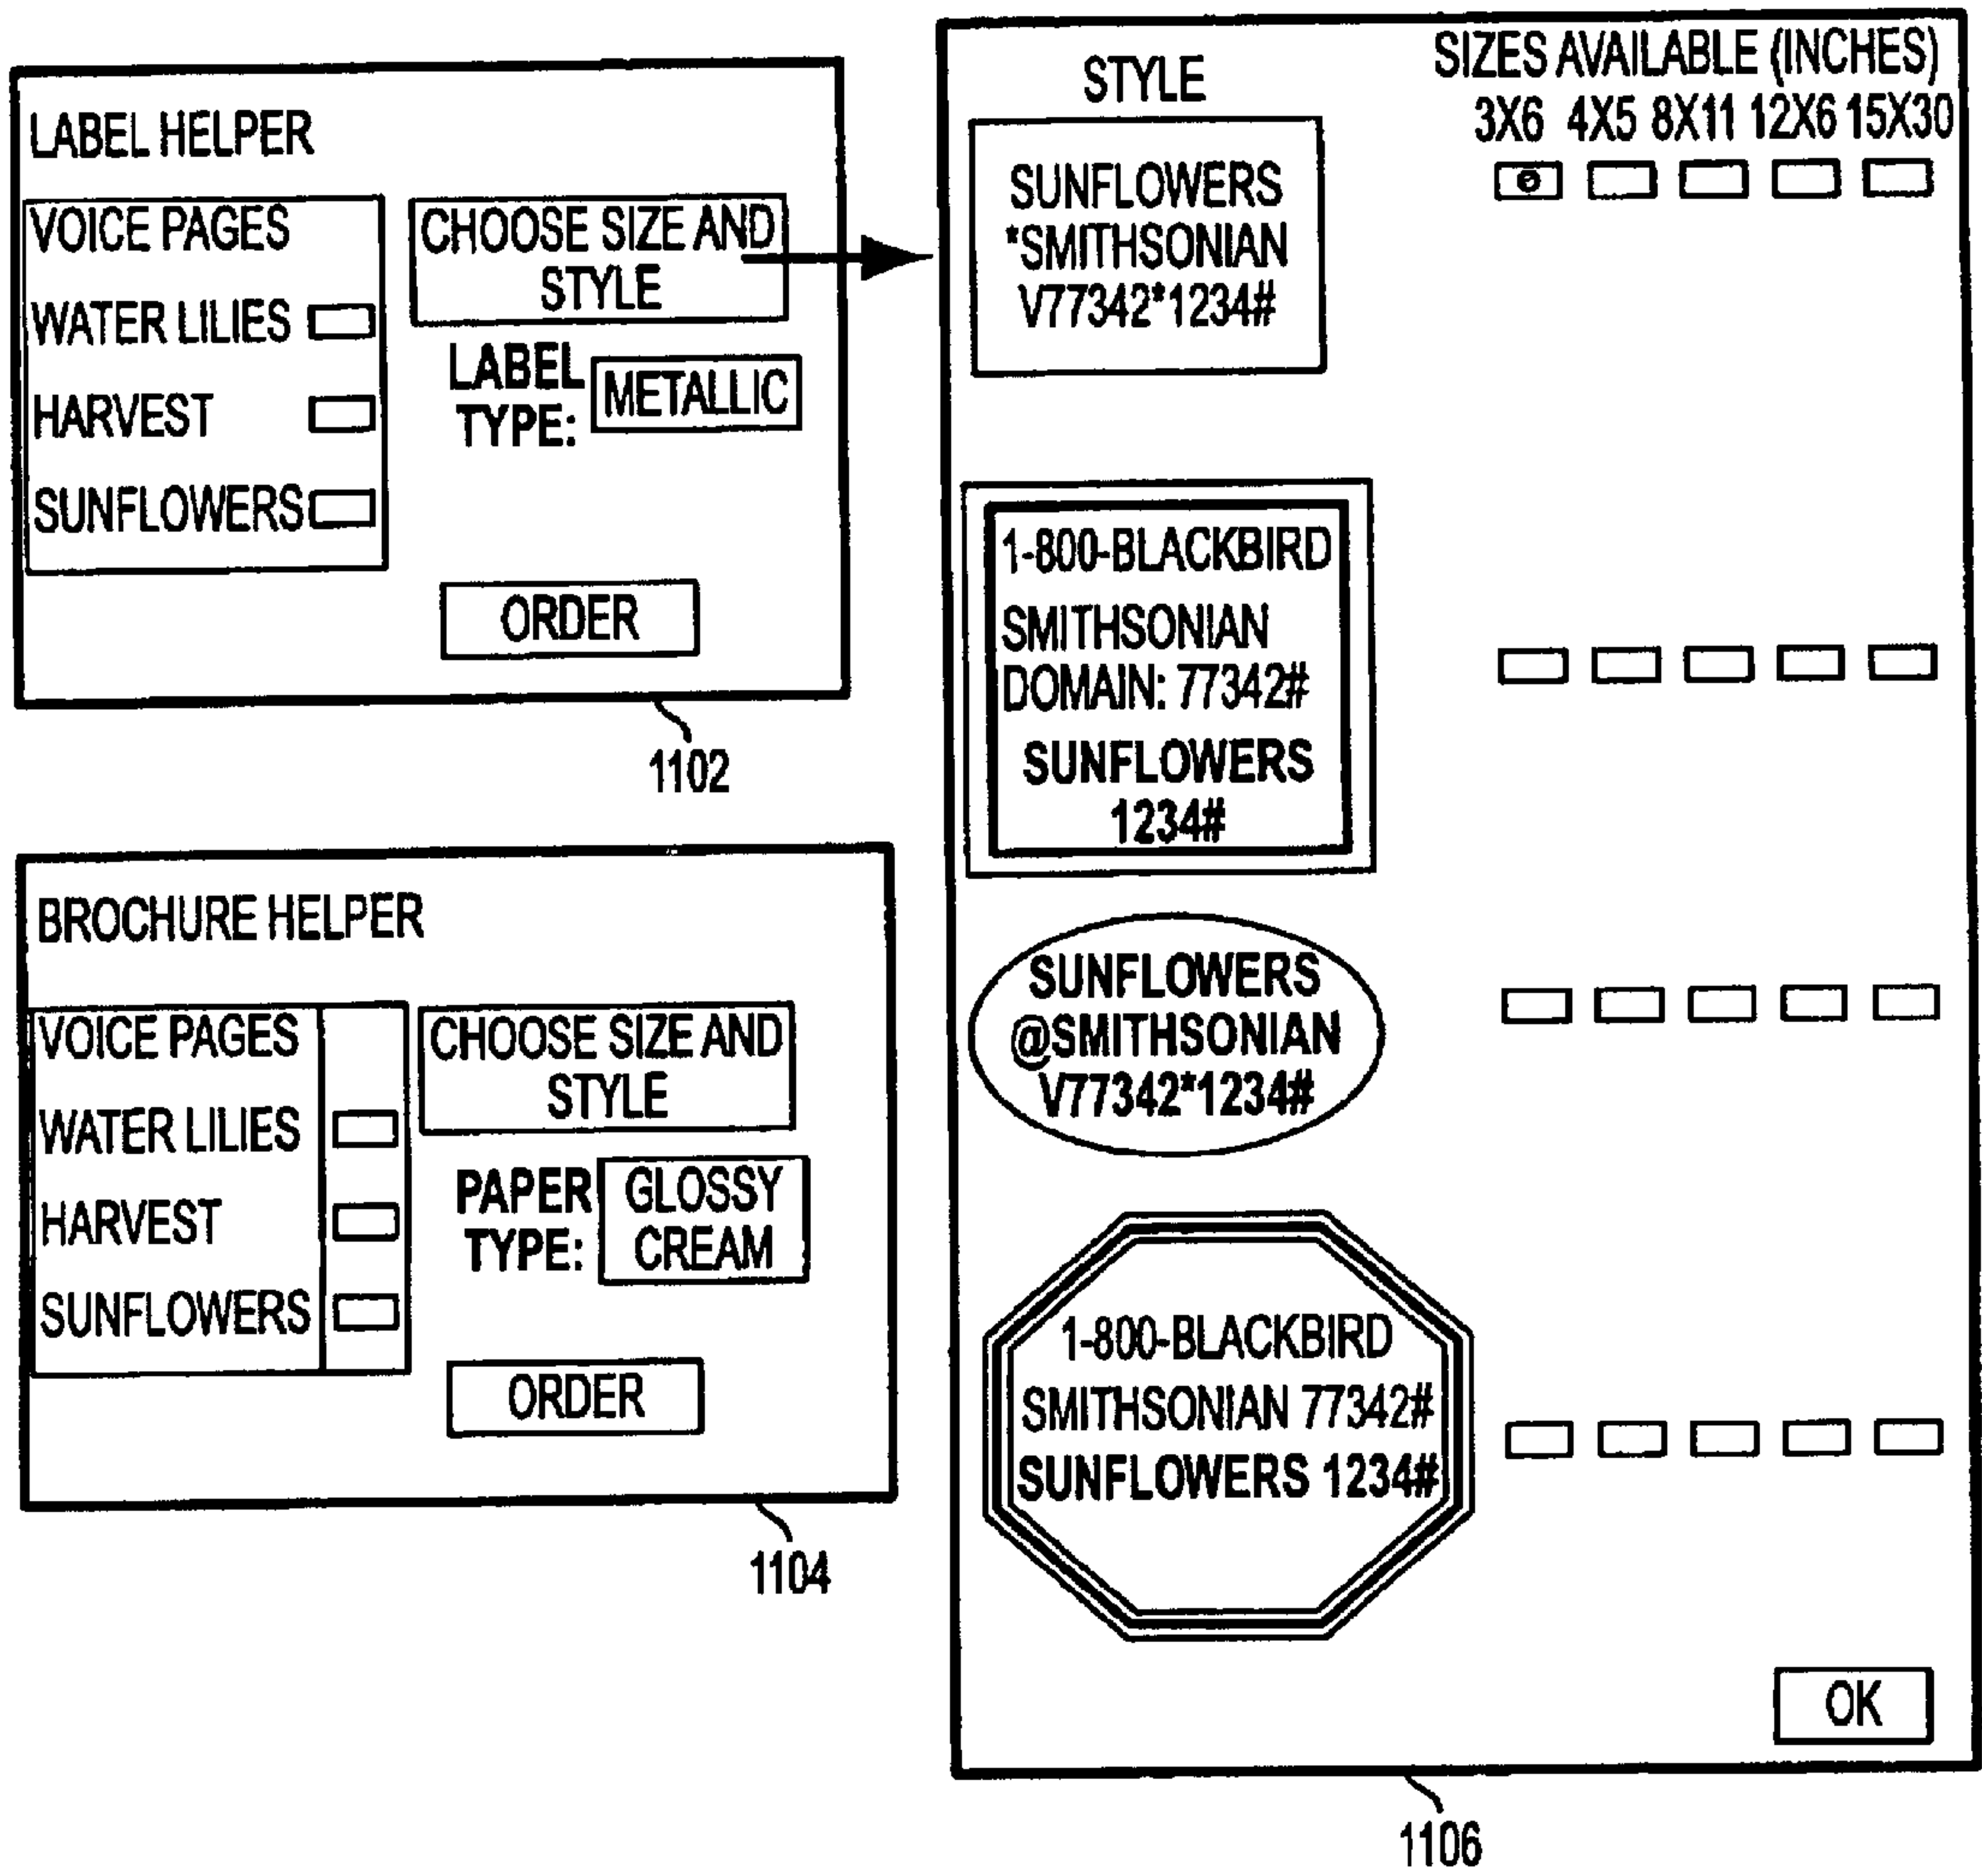 LABEL HELPER
VOICE PAGES
WATER LILIES
HARVEST
SUNFLOWERS
CHOOSE SIZE AND
STYLE
LABEL
TYPE:
METALLIC
ORDER
1102
BROCHURE HELPER
VOICE PAGES
WATER LILIES
HARVEST
SUNFLOWERS
CHOOSE SIZE AND
STYLE
PAPER
TYPE:
GLOSSY
CREAM
ORDER
1104
STYLE
SIZES AVAILABLE (INCHES)
3X6 4X5 8X11 12X6 15X30
SUNFLOWERS
*SMITHSONIAN
V77342*1234#
1-800-BLACKBIRD
SMITHSONIAN
DOMAIN: 77342#
SUNFLOWERS
1234#
SUNFLOWERS
@SMITHSONIAN
V77342*1234#
1-800-BLACKBIRD
SMITHSONIAN 77342#
SUNFLOWERS 1234#
OK
1106